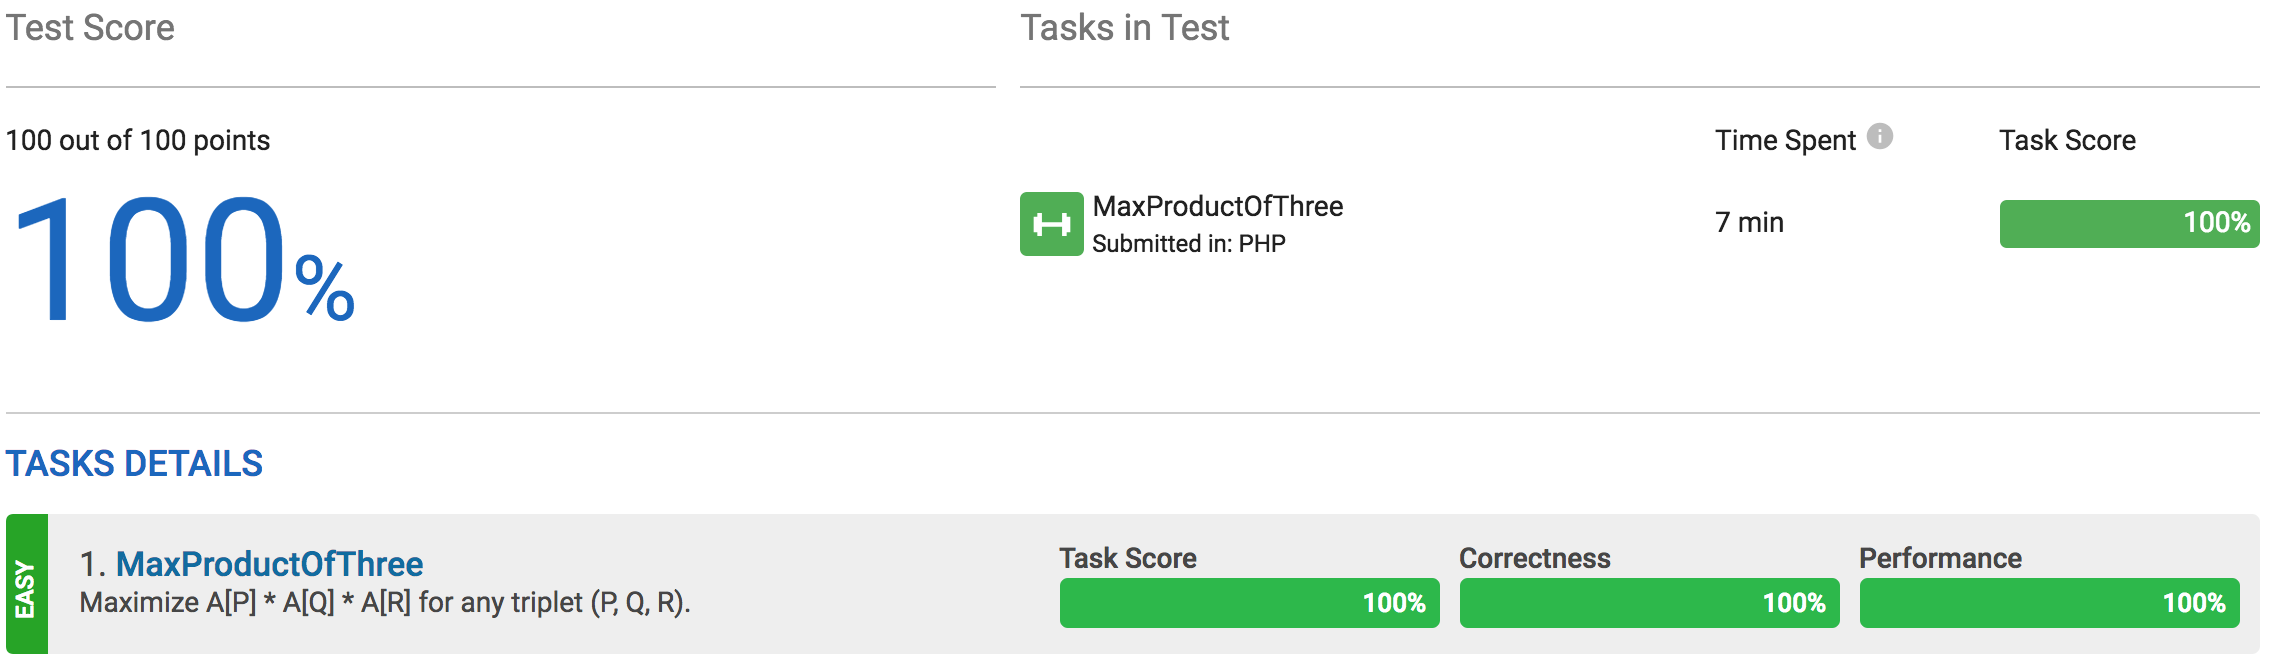 Test Score
100 out of 100 points
100%
Tasks in Test
Time Spent i Task Score
MaxProductOfThree
Submitted in: PHP
7 min
100%
TASKS DETAILS
EASY
1. MaxProductOfThree
Maximize A[P] * A[Q] * A[R] for any triplet (P, Q, R).
Task Score
100%
Correctness
100%
Performance
100%